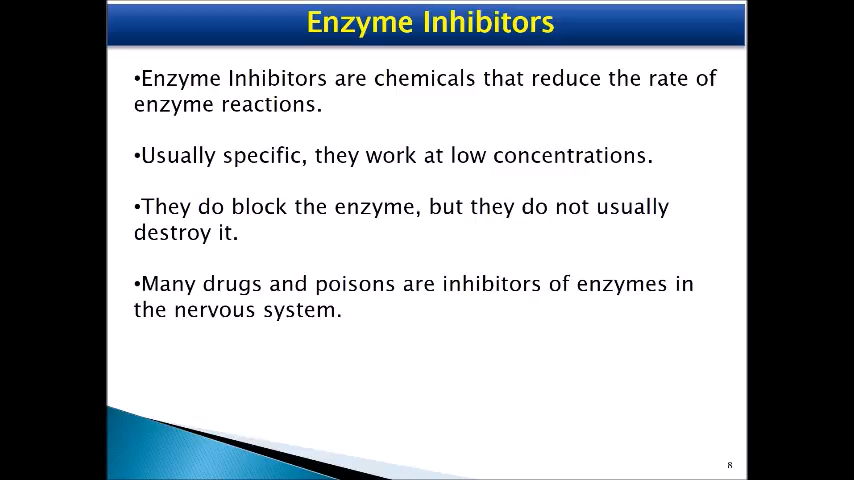 Enzyme Inhibitors
•Enzyme Inhibitors are chemicals that reduce the rate of
enzyme reactions.
•Usually specific, they work at low concentrations.
•They do block the enzyme, but they do not usually
destroy it.
•Many drugs and poisons are inhibitors of enzymes in
the nervous system.
8